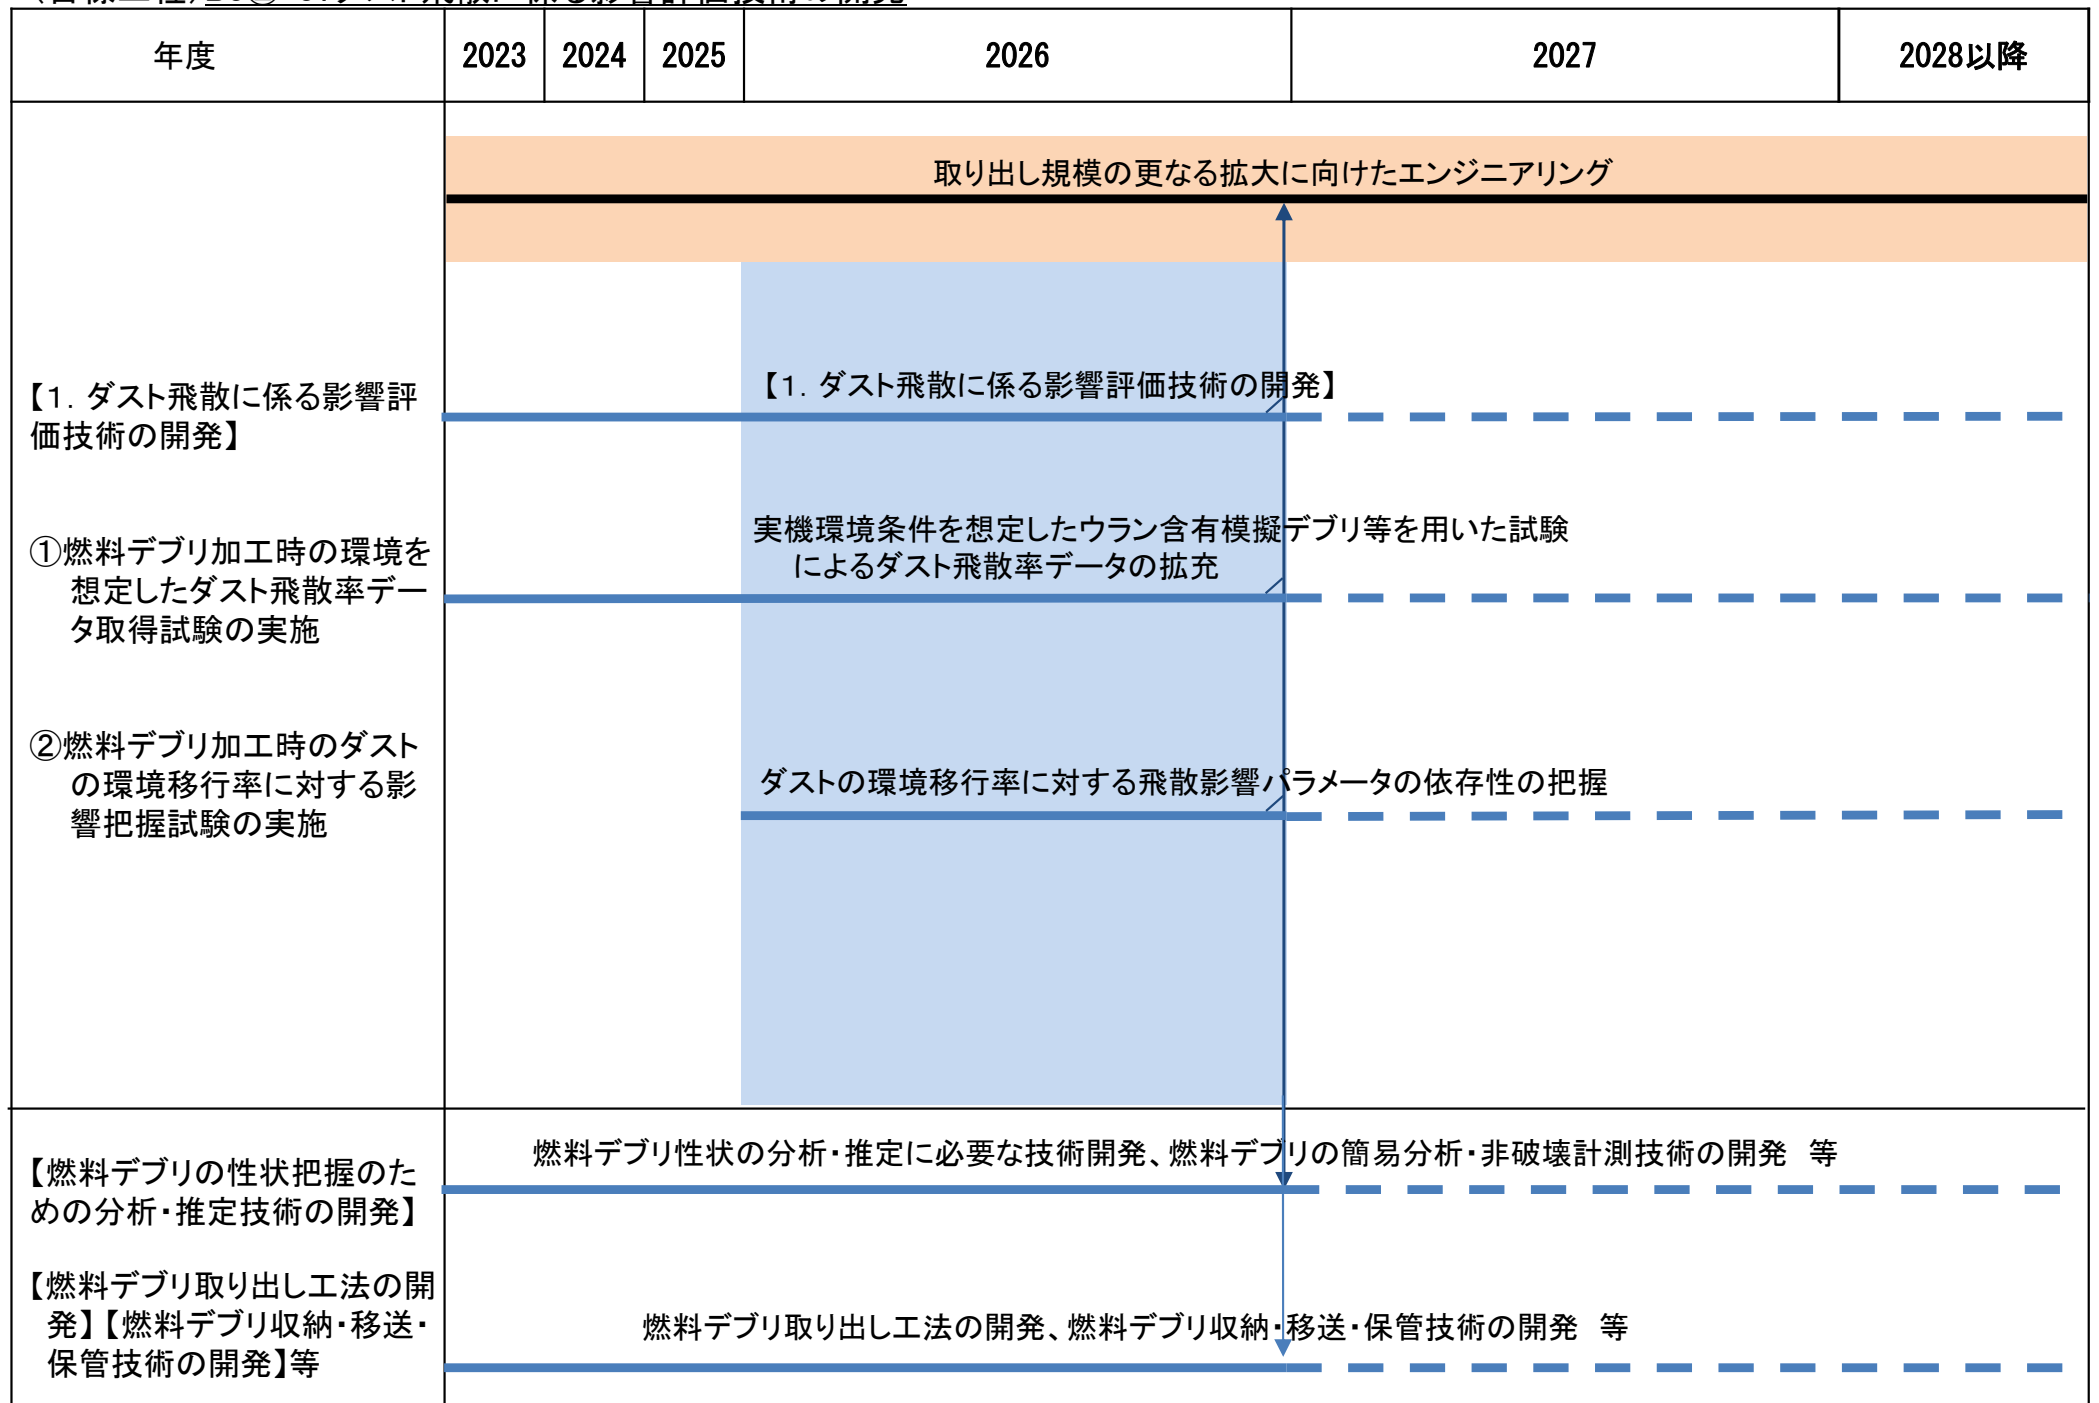 年度 2023 2024 2025 2026 2027 2028以降
取り出し規模の更なる拡大に向けたエンジニアリング
【1．ダスト飛散に係る影響評
価技術の開発】
【1．ダスト飛散に係る影響評価技術の開発】
①燃料デブリ加工時の環境を
想定したダスト飛散率デー
タ取得試験の実施
実機環境条件を想定したウラン含有模擬デブリ等を用いた試験
によるダスト飛散率データの拡充
②燃料デブリ加工時のダスト
の環境移行率に対する影
響把握試験の実施
ダストの環境移行率に対する飛散影響パラメータの依存性の把握
【燃料デブリの性状把握のた
めの分析・推定技術の開発】
燃料デブリ性状の分析・推定に必要な技術開発、燃料デブリの簡易分析・非破壊計測技術の開発　等
【燃料デブリ取り出し工法の開
発】【燃料デブリ収納・移送・
保管技術の開発】等
燃料デブリ取り出し工法の開発、燃料デブリ収納・移送・保管技術の開発　等